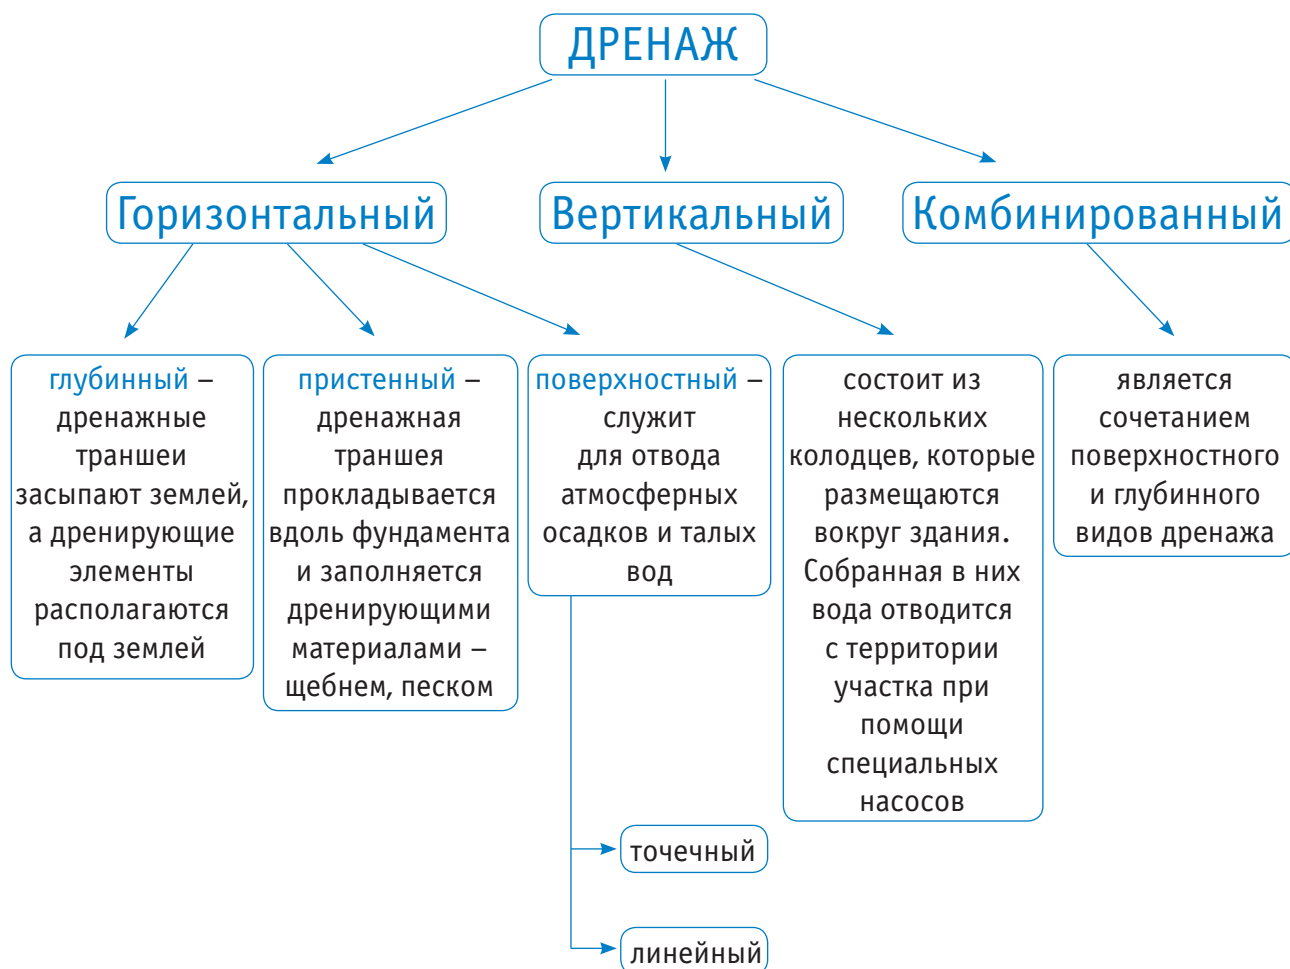 ДРЕНАЖ
Горизонтальный
Вертикальный
Комбинированный
глубинный –
дренажные
траншеи
засыпают землей,
а дренирующие
элементы
располагаются
под землей
пристенный –
дренажная
траншея
прокладывается
вдоль фундамента
и заполняется
дренирующими
материалами –
щебнем, песком
поверхностный –
служит
для отвода
атмосферных
осадков и талых
вод
состоит из
нескольких
колодцев, которые
размещаются
вокруг здания.
Собранная в них
вода отводится
с территории
участка при
помощи
специальных
насосов
является
сочетанием
поверхностного
и глубинного
видов дренажа
точечный
линейный